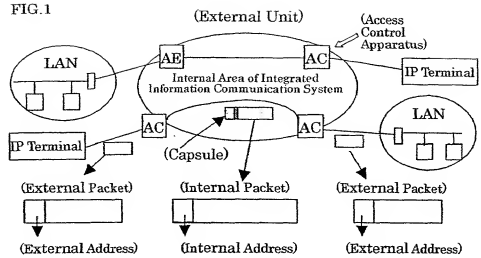 FIG.1
(External Unit)
(Access
Control
Apparatus)
LAN
AE
AC
Internal Area of Integrated
Information Communication System
IP Terminal
LAN
AC
AC
IP Terminal
(Capsule)
(External Packet)
(Internal Packet)
(External Packet)
(External Address)
(Internal Address)
(External Address)